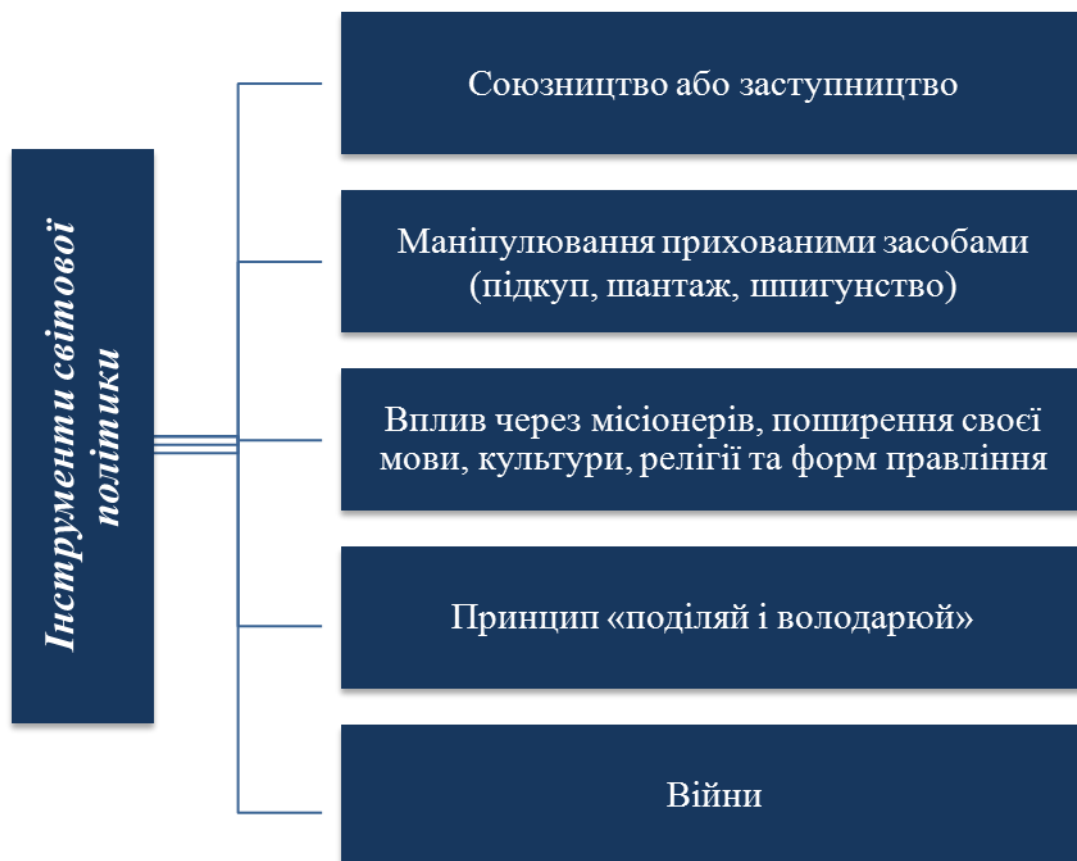 Інструменти світової
політики
Союзництво або заступництво
Маніпулювання прихованими засобами
(підкуп, шантаж, шпигунство)
Вплив через місіонерів, поширення своєї
мови, культури, релігії та форм правління
Принцип «поділяй і володарюй»
Війни